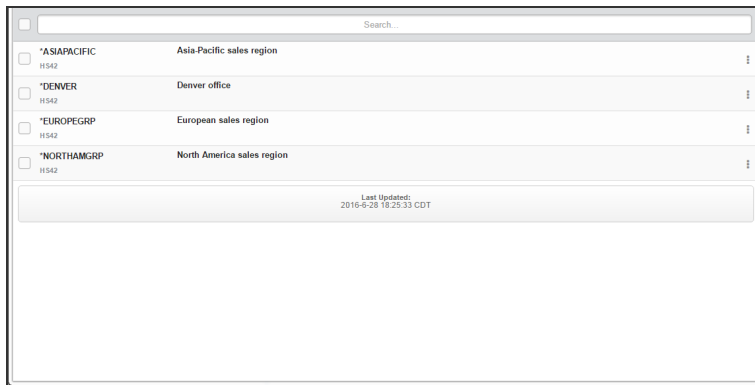 Search...
*ASIAPACIFIC Asia-Pacific sales region
HS42
*DENVER Denver office
HS42
*EUROPEGRP European sales region
HS42
*NORTHAMGRP North America sales region
HS42
Last Updated:
2016-6-28 18:25:33 CDT